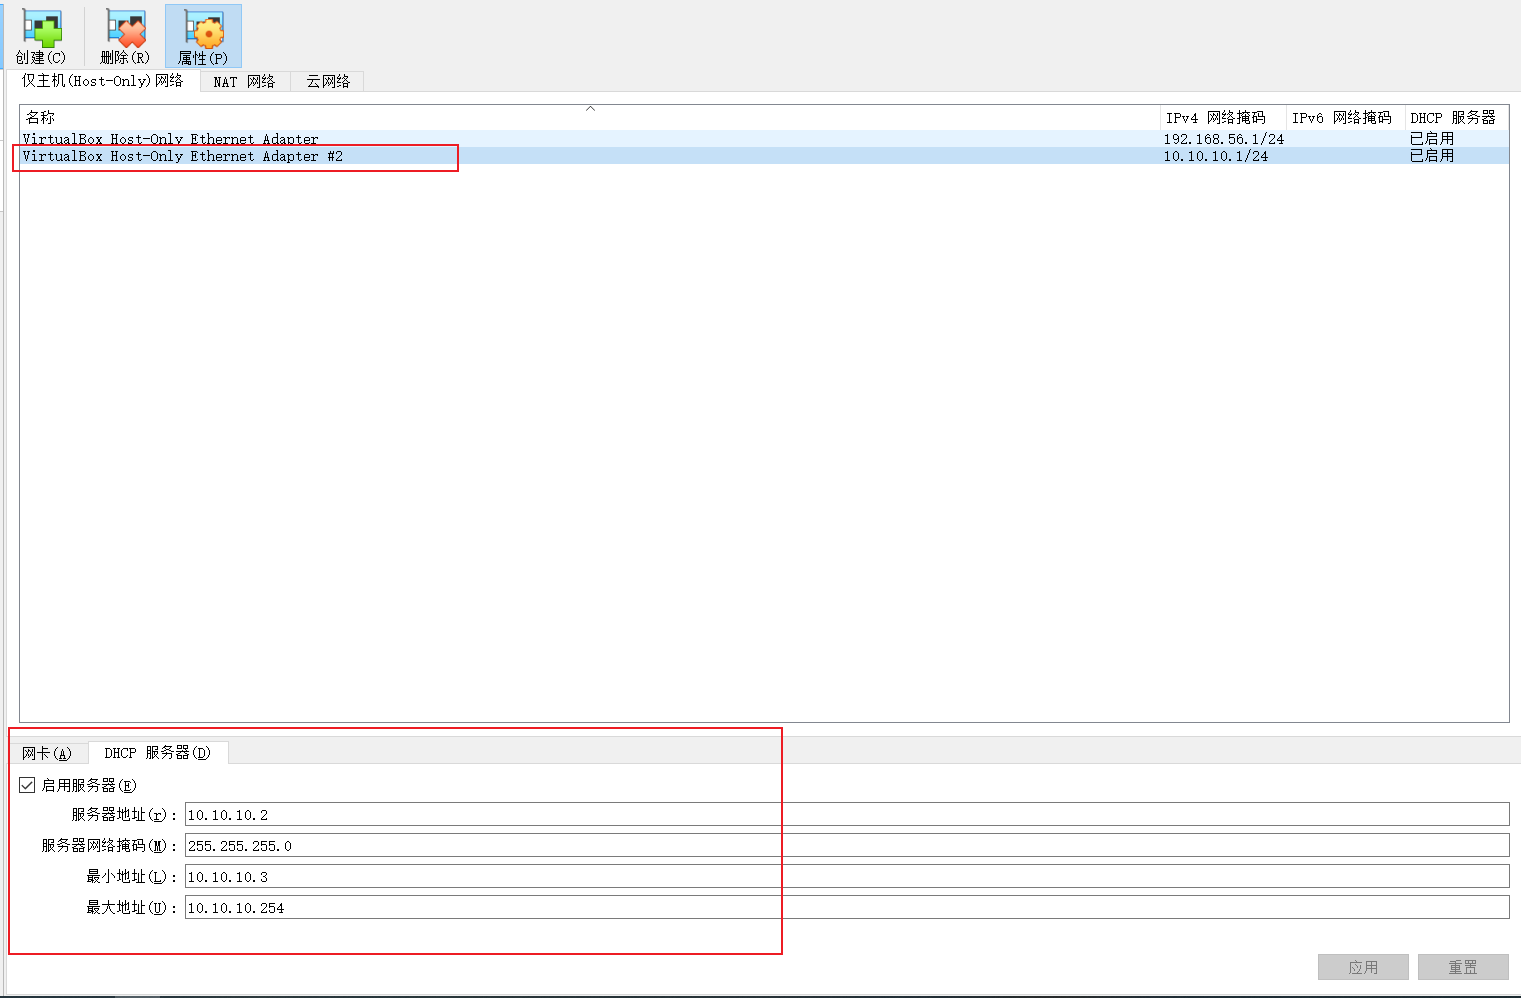 创建(C) 删除(R) 属性(P)
仅主机(Host-Only)网络 NAT 网络 云网络
名称 IPv4 网络掩码 IPv6 网络掩码 DHCP 服务器
VirtualBox Host-Only Ethernet Adapter 192.168.56.1/24 已启用
VirtualBox Host-Only Ethernet Adapter #2 10.10.10.1/24 已启用
网卡(A) DHCP 服务器(D)
启用服务器(E)
服务器地址(r): 10.10.10.2
服务器网络掩码(M): 255.255.255.0
最小地址(L): 10.10.10.3
最大地址(U): 10.10.10.254
应用 重置